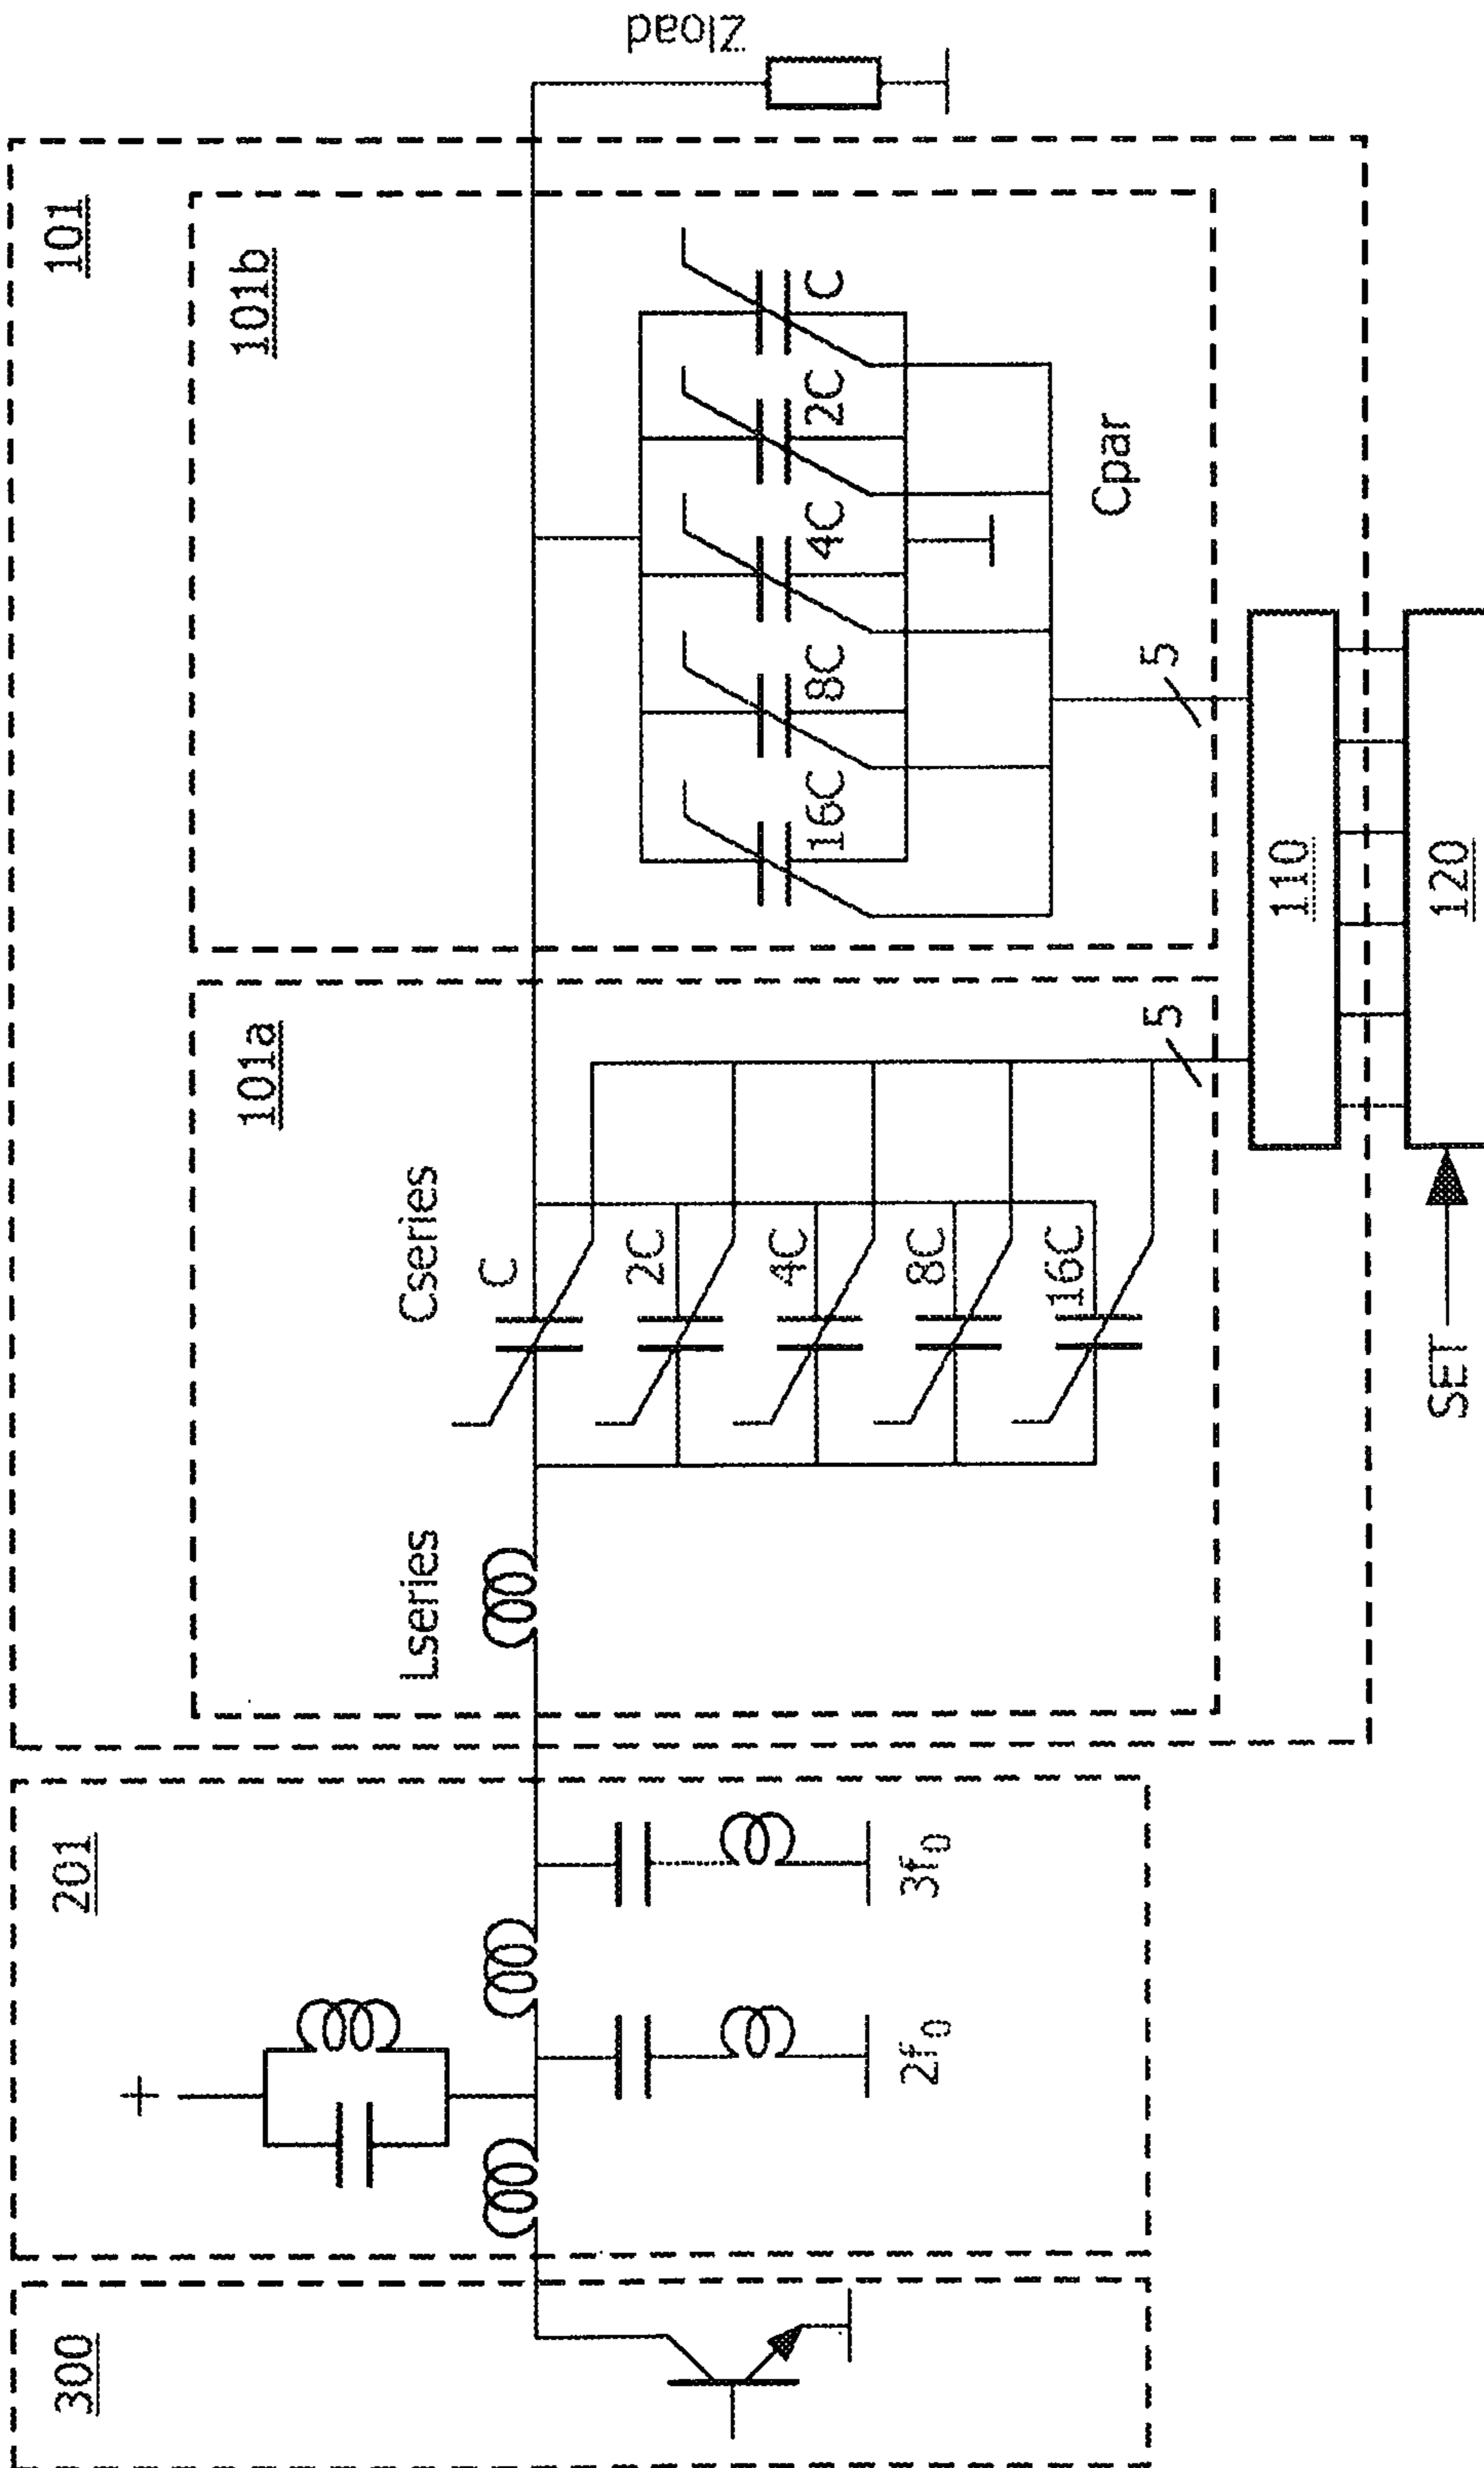 300
201
101
+
2f0
3f0
Lseries
Cseries
101a
C
2C
4C
8C
16C
5
101b
16C
8C
4C
2C
C
Cpar
5
Zload
110
120
SET